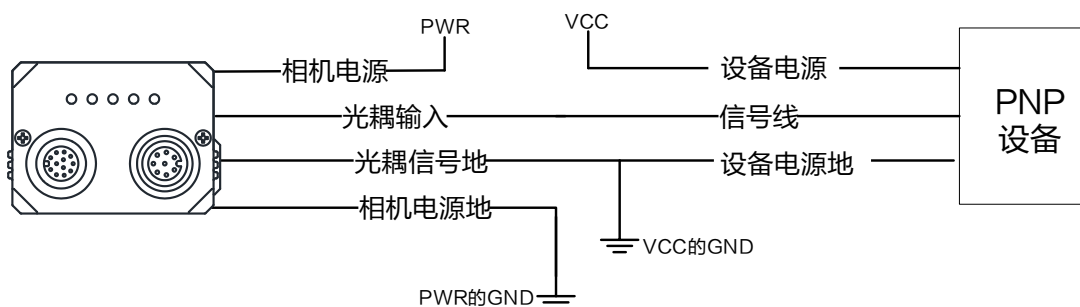 PWR
VCC
相机电源
设备电源
光耦输入
信号线
PNP
设备
光耦信号地
设备电源地
相机电源地
VCC的GND
PWR的GND